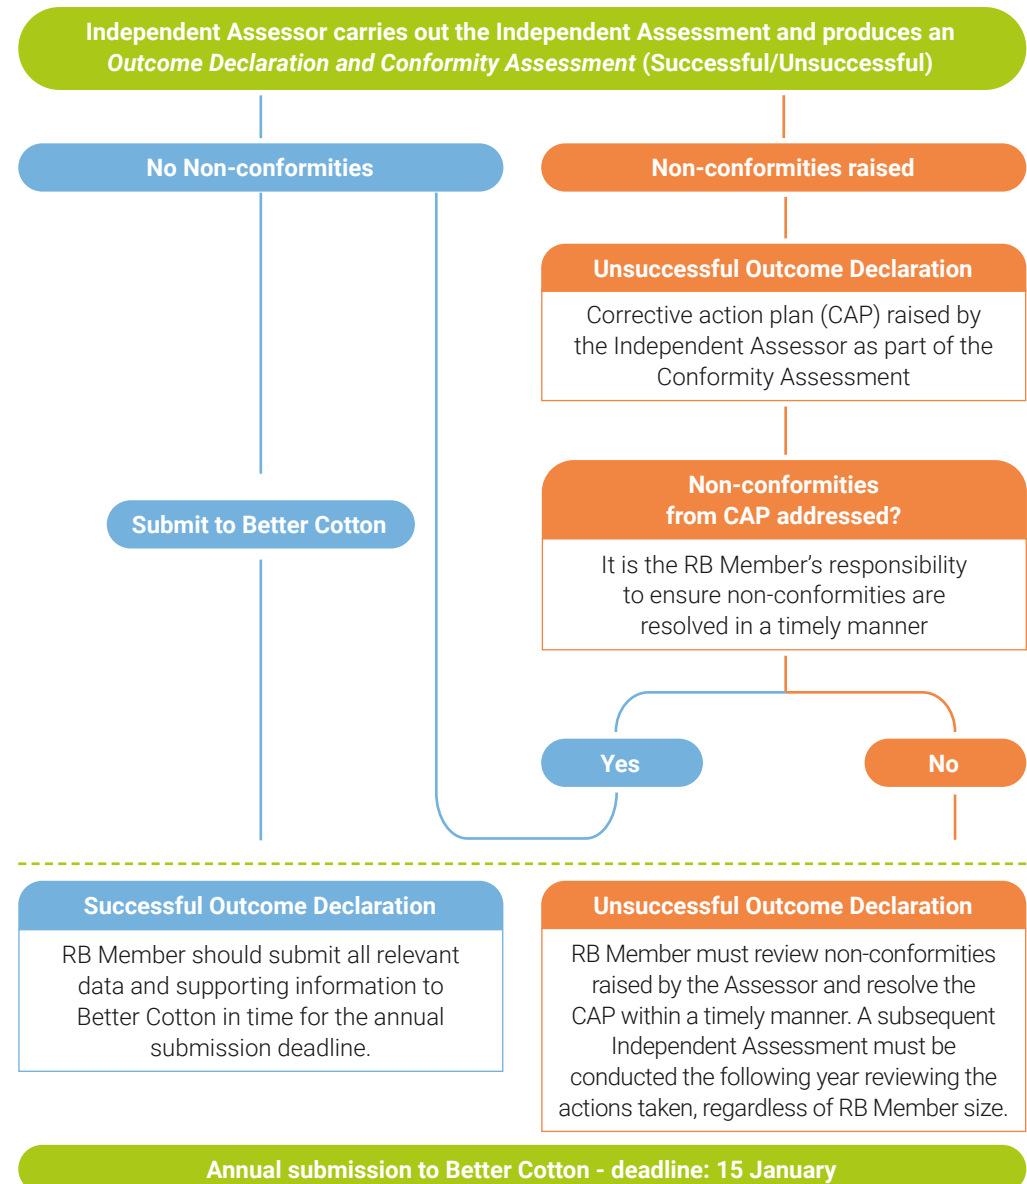 Independent Assessor carries out the Independent Assessment and produces an
Outcome Declaration and Conformity Assessment (Successful/Unsuccessful)
No Non-conformities
Non-conformities raised
Unsuccessful Outcome Declaration
Corrective action plan (CAP) raised by
the Independent Assessor as part of the
Conformity Assessment
Non-conformities
from CAP addressed?
Submit to Better Cotton
It is the RB Member’s responsibility
to ensure non-conformities are
resolved in a timely manner
Yes
No
Successful Outcome Declaration
RB Member should submit all relevant
data and supporting information to
Better Cotton in time for the annual
submission deadline.
Unsuccessful Outcome Declaration
RB Member must review non-conformities
raised by the Assessor and resolve the
CAP within a timely manner. A subsequent
Independent Assessment must be
conducted the following year reviewing the
actions taken, regardless of RB Member size.
Annual submission to Better Cotton - deadline: 15 January